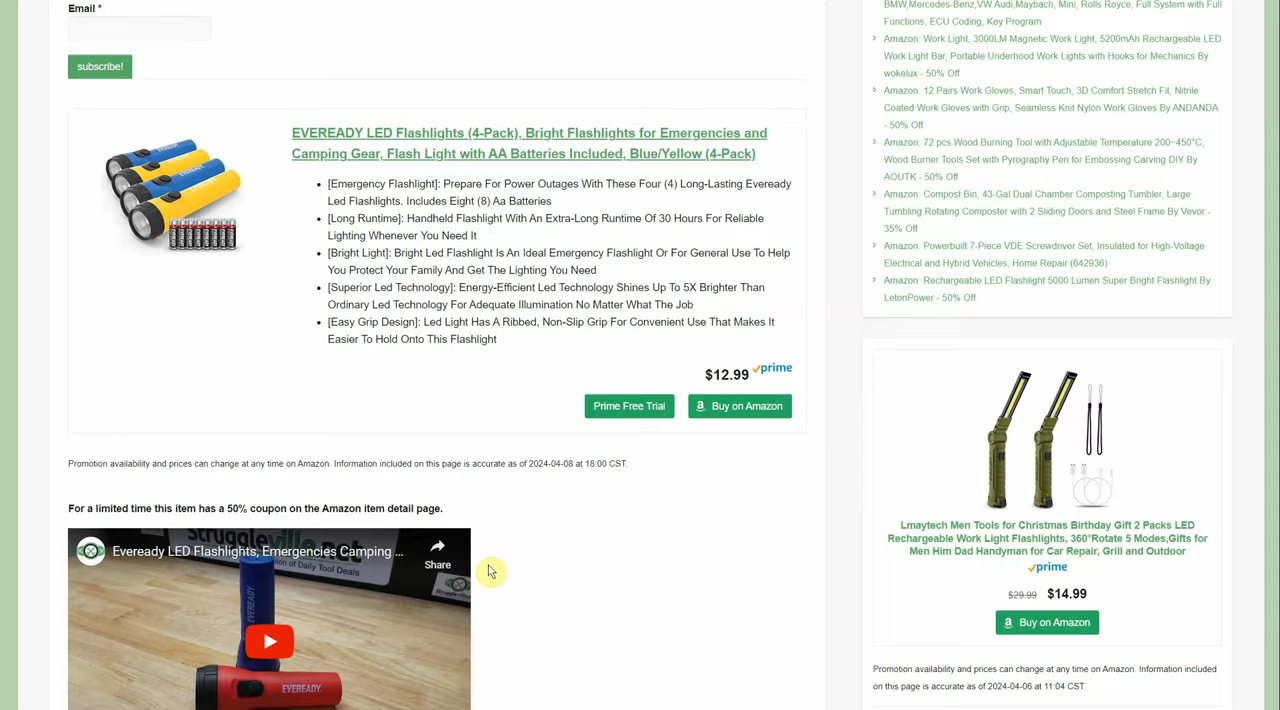 Email *
subscribe!
EVEREADY LED Flashlights (4-Pack), Bright Flashlights for Emergencies and
Camping Gear, Flash Light with AA Batteries Included, Blue/Yellow (4-Pack)
[Emergency Flashlight]: Prepare For Power Outages With These Four (4) Long-Lasting Eveready
Led Flashlights. Includes Eight (8) Aa Batteries
[Long Runtime]: Handheld Flashlight With An Extra-Long Runtime Of 30 Hours For Reliable
Lighting Whenever You Need It
[Bright Light]: Bright Led Flashlight Is An Ideal Emergency Flashlight Or For General Use To Help
You Protect Your Family And Get The Lighting You Need
[Superior Led Technology]: Energy-Efficient Led Technology Shines Up To 5X Brighter Than
Ordinary Led Technology For Adequate Illumination No Matter What The Job
[Easy Grip Design]: Led Light Has A Ribbed, Non-Slip Grip For Convenient Use That Makes It
Easier To Hold Onto This Flashlight
$12.99 prime
Prime Free Trial
Buy on Amazon
Promotion availability and prices can change at any time on Amazon. Information included on this page is accurate as of 2024-04-08 at 18:00 CST.
For a limited time this item has a 50% coupon on the Amazon item detail page.
Struggleville.net
Eveready LED Flashlights, Emergencies Camping ...
Share
of Daily Tool Deals
EVEREADY
EVEREADY.
BMW,Mercedes-Benz,VW Audi,Maybach, Mini, Rolls Royce, Full System with Full
Functions, ECU Coding, Key Program
Amazon: Work Light, 3000LM Magnetic Work Light, 5200mAh Rechargeable LED
Work Light Bar, Portable Underhood Work Lights with Hooks for Mechanics By
wokelux - 50% Off
Amazon: 12 Pairs Work Gloves, Smart Touch, 3D Comfort Stretch Fit, Nitrile
Coated Work Gloves with Grip, Seamless Knit Nylon Work Gloves By ANDANDA
- 50% Off
Amazon: 72 pcs Wood Burning Tool with Adjustable Temperature 200~450°C,
Wood Burner Tools Set with Pyrography Pen for Embossing Carving DIY By
AOUTK - 50% Off
Amazon: Compost Bin, 43-Gal Dual Chamber Composting Tumbler, Large
Tumbling Rotating Composter with 2 Sliding Doors and Steel Frame By Vevor -
35% Off
Amazon: Powerbuilt 7-Piece VDE Screwdriver Set, Insulated for High-Voltage
Electrical and Hybrid Vehicles, Home Repair (642936)
Amazon: Rechargeable LED Flashlight 5000 Lumen Super Bright Flashlight By
LetonPower - 50% Off
Lmaytech Men Tools for Christmas Birthday Gift 2 Packs LED
Rechargeable Work Light Flashlights, 360°Rotate 5 Modes,Gifts for
Men Him Dad Handyman for Car Repair, Grill and Outdoor
prime
$29.99 $14.99
Buy on Amazon
Promotion availability and prices can change at any time on Amazon. Information included
on this page is accurate as of 2024-04-06 at 11:04 CST.